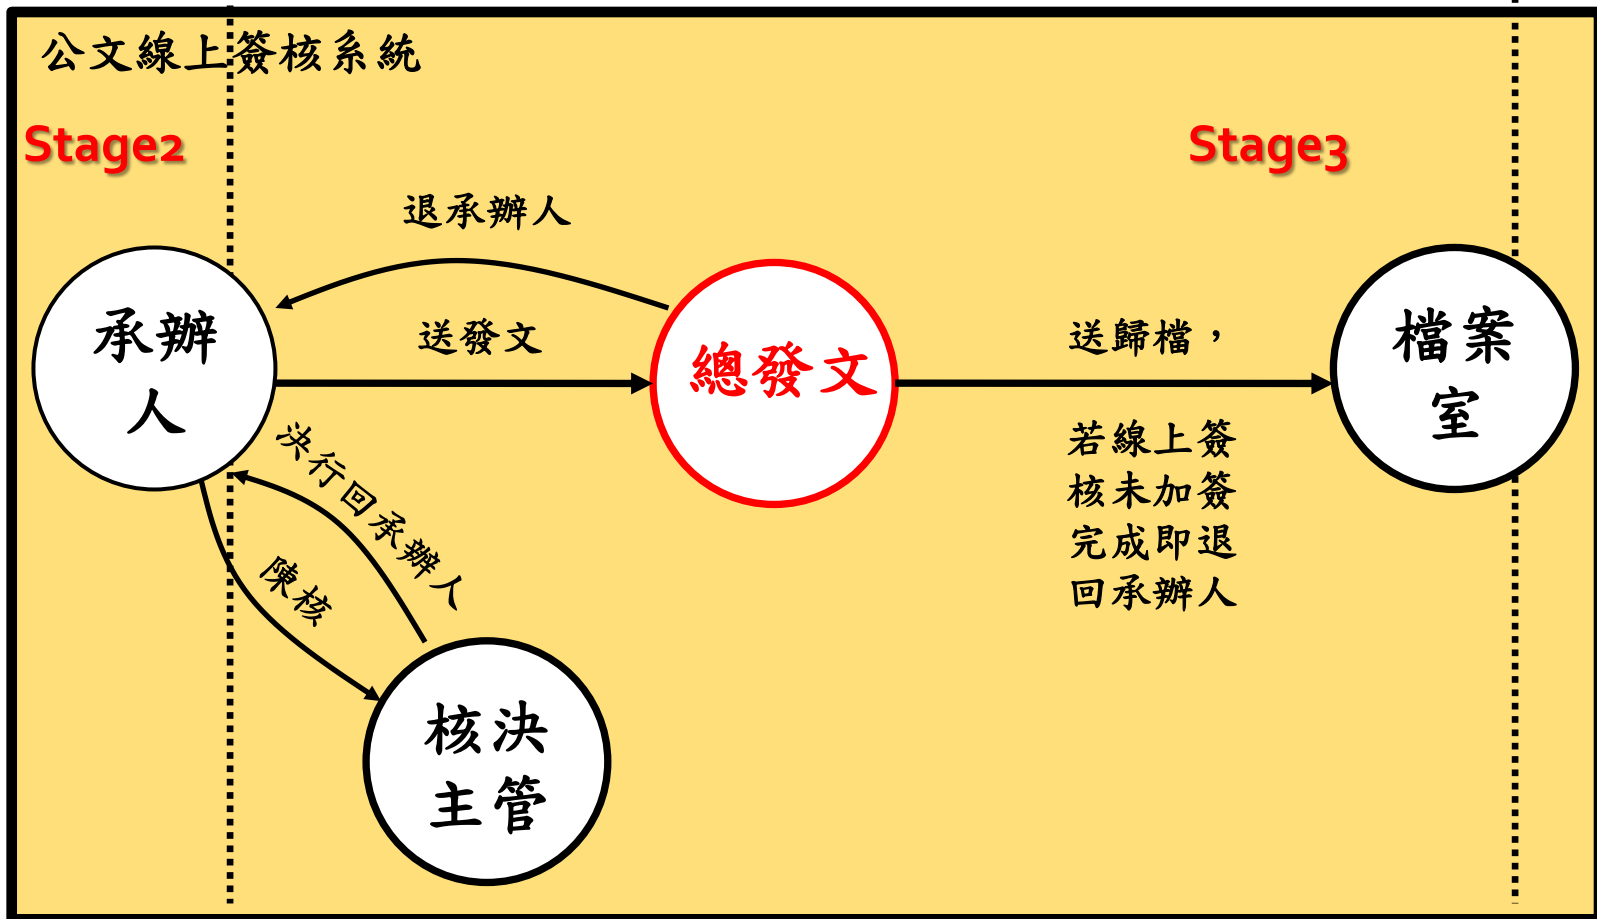 公文線上簽核系統
Stage2
Stage3
退承辦人
送發文
承辦
人
總發文
送歸檔，
若線上簽
核未加簽
完成即退
回承辦人
檔案
室
決行回承辦人
陳核
核決
主管